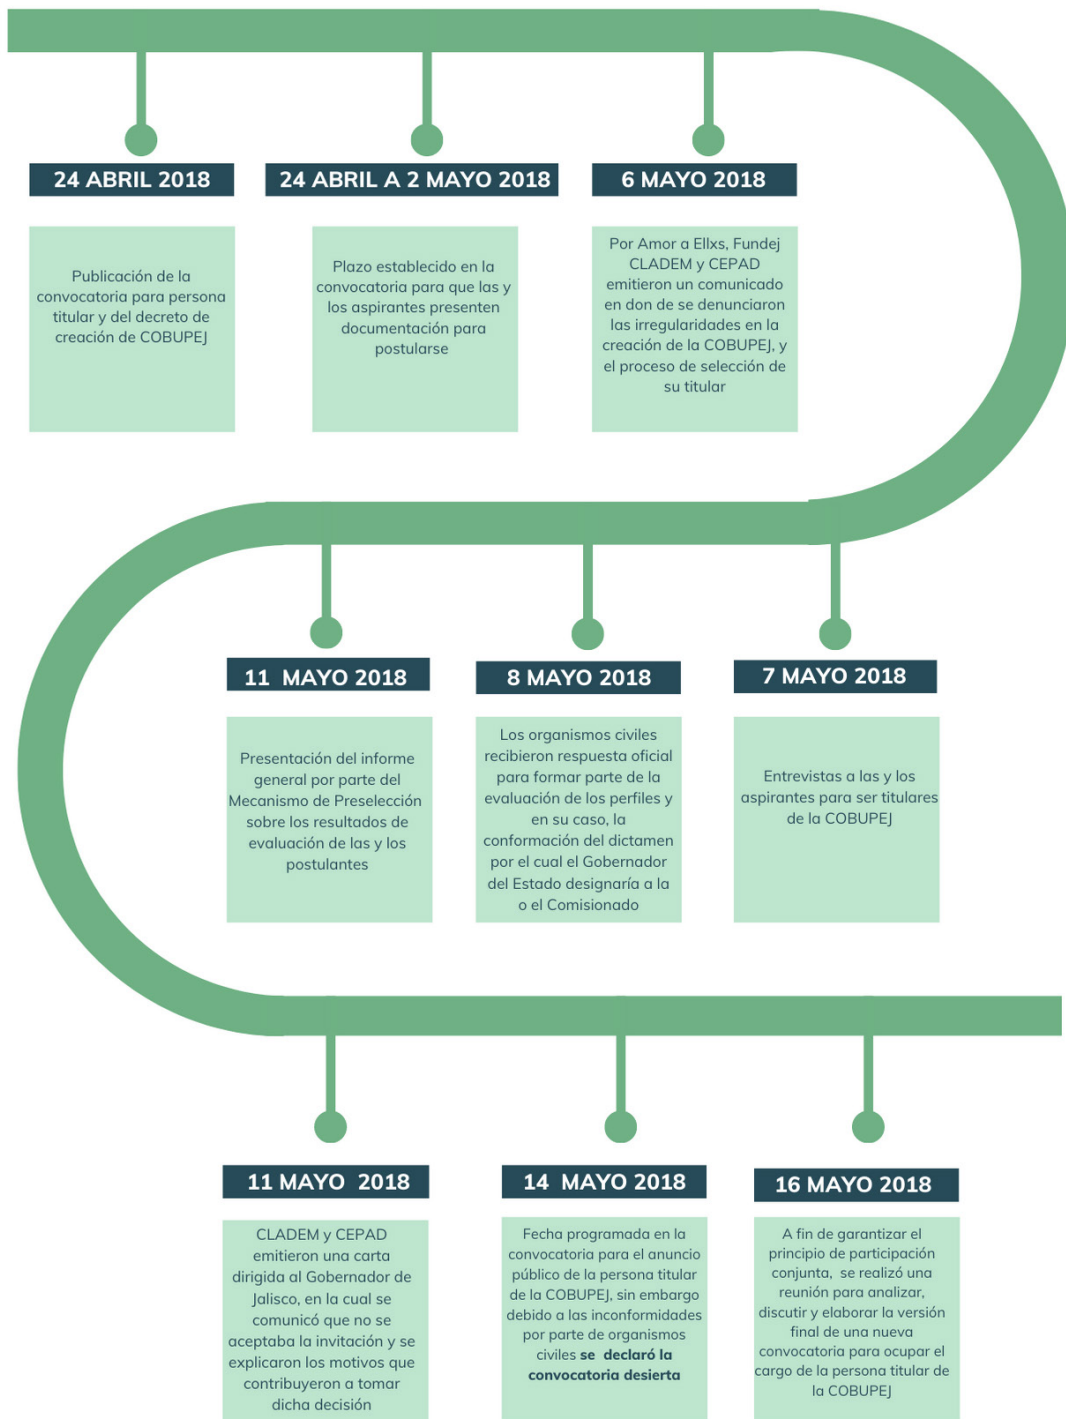 24 ABRIL 2018
Publicación de la
convocatoria para persona
titular y del decreto de
creación de COBUPEJ
24 ABRIL A 2 MAYO 2018
Plazo establecido en la
convocatoria para que las y
los aspirantes presenten
documentación para
postularse
6 MAYO 2018
Por Amor a Ellxs, Fundej
CLADEM y CEPAD
emitieron un comunicado
en don de se denunciaron
las irregularidades en la
creación de la COBUPEJ, y
el proceso de selección de
su titular
7 MAYO 2018
Entrevistas a las y los
aspirantes para ser titulares
de la COBUPEJ
8 MAYO 2018
Los organismos civiles
recibieron respuesta oficial
para formar parte de la
evaluación de los perfiles y
en su caso, la
conformación del dictamen
por el cual el Gobernador
del Estado designaría a la
o el Comisionado
11 MAYO 2018
Presentación del informe
general por parte del
Mecanismo de Preselección
sobre los resultados de
evaluación de las y los
postulantes
11 MAYO 2018
CLADEM y CEPAD
emitieron una carta
dirigida al Gobernador de
Jalisco, en la cual se
comunicó que no se
aceptaba la invitación y se
explicaron los motivos que
contribuyeron a tomar
dicha decisión
14 MAYO 2018
Fecha programada en la
convocatoria para el anuncio
público de la persona titular
de la COBUPEJ, sin embargo
debido a las inconformidades
por parte de organismos
civiles se declaró la
convocatoria desierta
16 MAYO 2018
A fin de garantizar el
principio de participación
conjunta, se realizó una
reunión para analizar,
discutir y elaborar la versión
final de una nueva
convocatoria para ocupar el
cargo de la persona titular de
la COBUPEJ